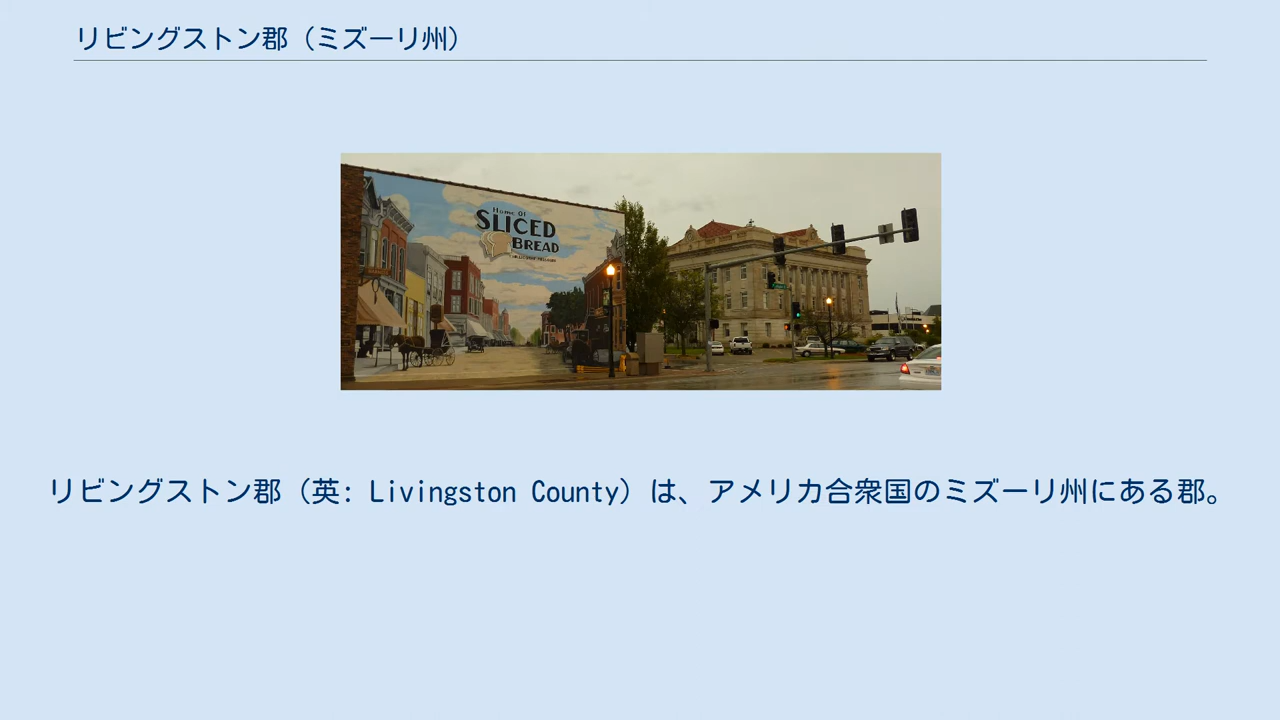 リビングストン郡（ミズーリ州）
Home Of
SLICED
BREAD
リビングストン郡（英: Livingston County）は、アメリカ合衆国のミズーリ州にある郡。